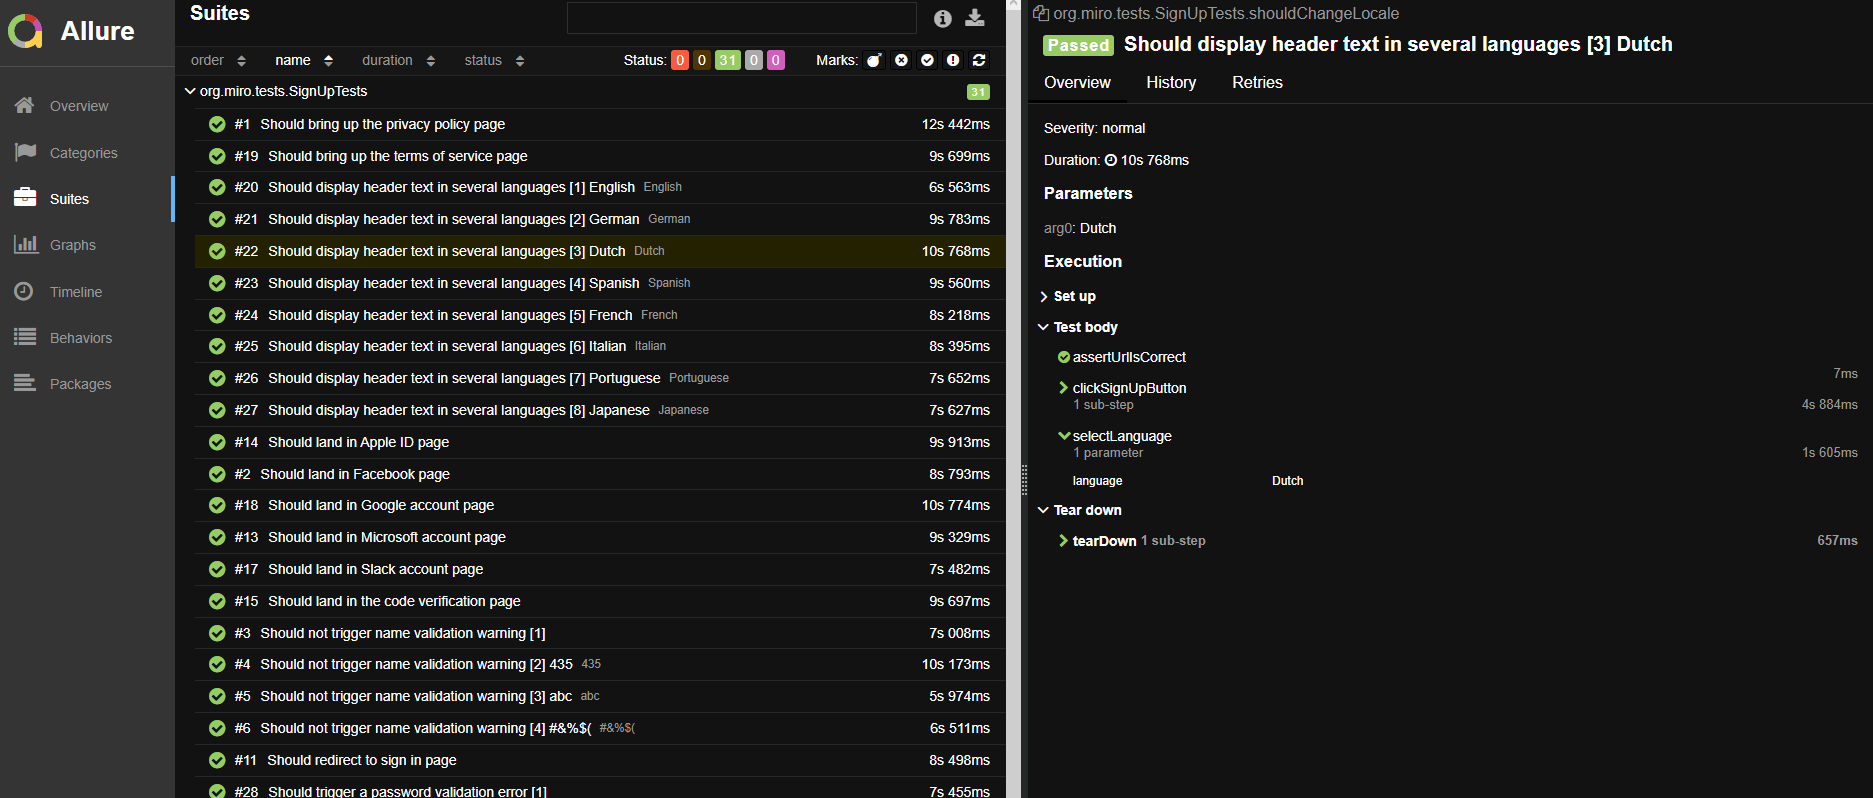 Allure
Overview
Categories
Suites
Graphs
Timeline
Behaviors
Packages
Suites
order name duration status Status: 0 0 31 0 0 Marks:
org.miro.tests.SignUpTests 31
#1 Should bring up the privacy policy page 12s 442ms
#19 Should bring up the terms of service page 9s 699ms
#20 Should display header text in several languages [1] English English 6s 563ms
#21 Should display header text in several languages [2] German German 9s 783ms
#22 Should display header text in several languages [3] Dutch Dutch 10s 768ms
#23 Should display header text in several languages [4] Spanish Spanish 9s 560ms
#24 Should display header text in several languages [5] French French 8s 218ms
#25 Should display header text in several languages [6] Italian Italian 8s 395ms
#26 Should display header text in several languages [7] Portuguese Portuguese 7s 652ms
#27 Should display header text in several languages [8] Japanese Japanese 7s 627ms
#14 Should land in Apple ID page 9s 913ms
#2 Should land in Facebook page 8s 793ms
#18 Should land in Google account page 10s 774ms
#13 Should land in Microsoft account page 9s 329ms
#17 Should land in Slack account page 7s 482ms
#15 Should land in the code verification page 9s 697ms
#3 Should not trigger name validation warning [1] 7s 008ms
#4 Should not trigger name validation warning [2] 435 435 10s 173ms
#5 Should not trigger name validation warning [3] abc abc 5s 974ms
#6 Should not trigger name validation warning [4] #&%$( #&%$( 6s 511ms
#11 Should redirect to sign in page 8s 498ms
#28 Should trigger a password validation error [1] 7s 455ms
org.miro.tests.SignUpTests.shouldChangeLocale
Passed Should display header text in several languages [3] Dutch
Overview History Retries
Severity: normal
Duration: 10s 768ms
Parameters
arg0: Dutch
Execution
Set up
Test body
assertUrlIsCorrect
7ms
clickSignUpButton
1 sub-step 4s 884ms
selectLanguage
1 parameter 1s 605ms
language Dutch
Tear down
tearDown 1 sub-step 657ms